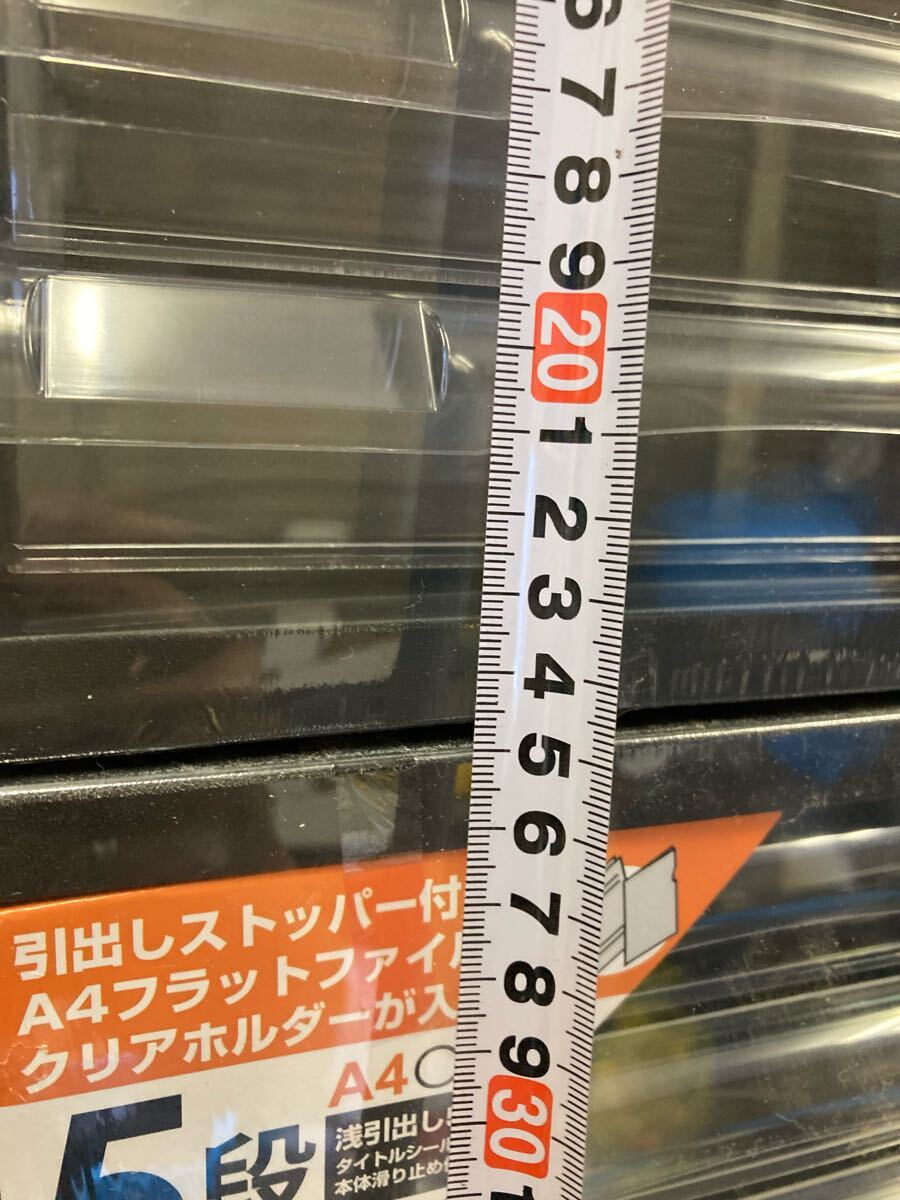 6
7
8
9
20
1
2
3
4
5
6
7
8
9
30
1
引出しストッパー付
A4フラットファイル
クリアホルダーが入
A4
5段
浅引出し5
タイトルシール
本体滑り止め付